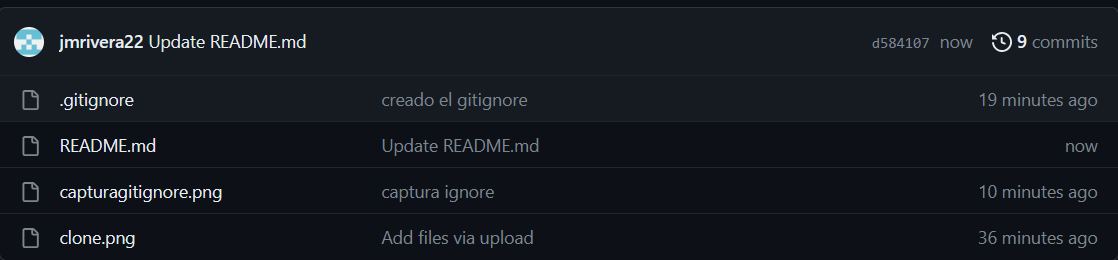 jmrivera22 Update README.md d584107 now 9 commits
.gitignore creado el gitignore 19 minutes ago
README.md Update README.md now
capturagitignore.png captura ignore 10 minutes ago
clone.png Add files via upload 36 minutes ago